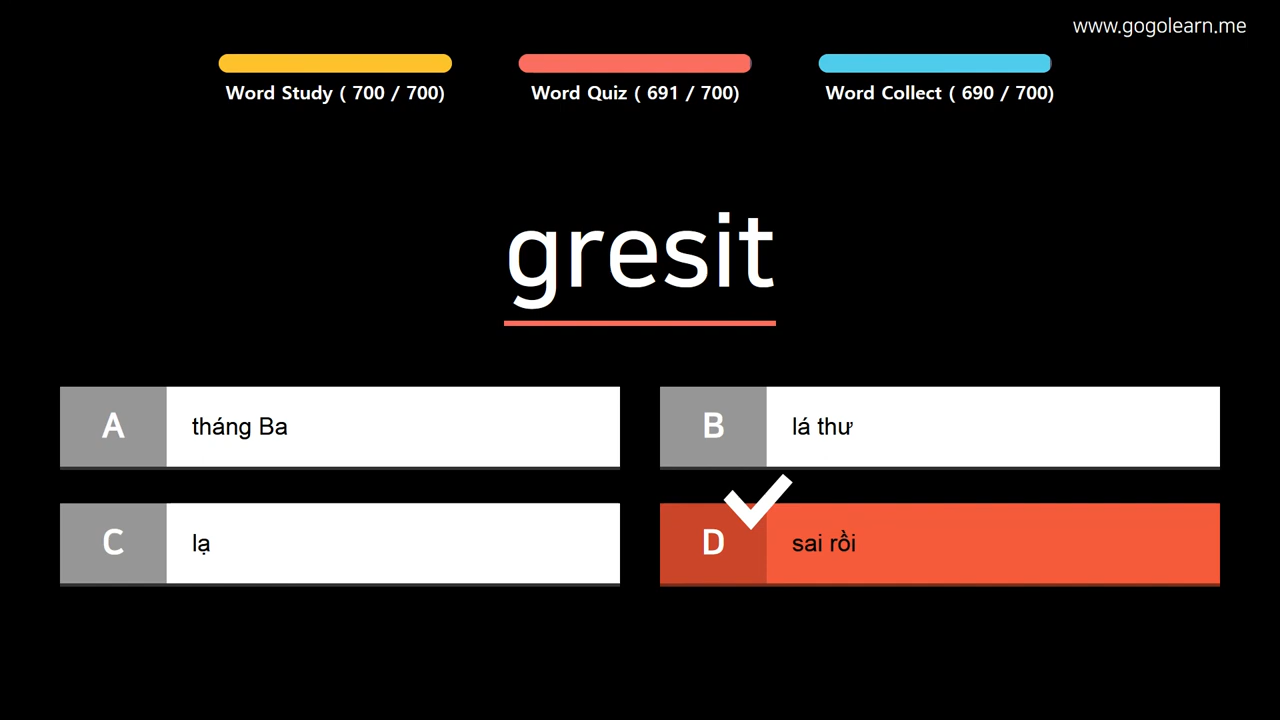 www.gogolearn.me
Word Study ( 700 / 700)
Word Quiz ( 691 / 700)
Word Collect ( 690 / 700)
gresit
A
tháng Ba
B
lá thư
C
lạ
D
sai rồi